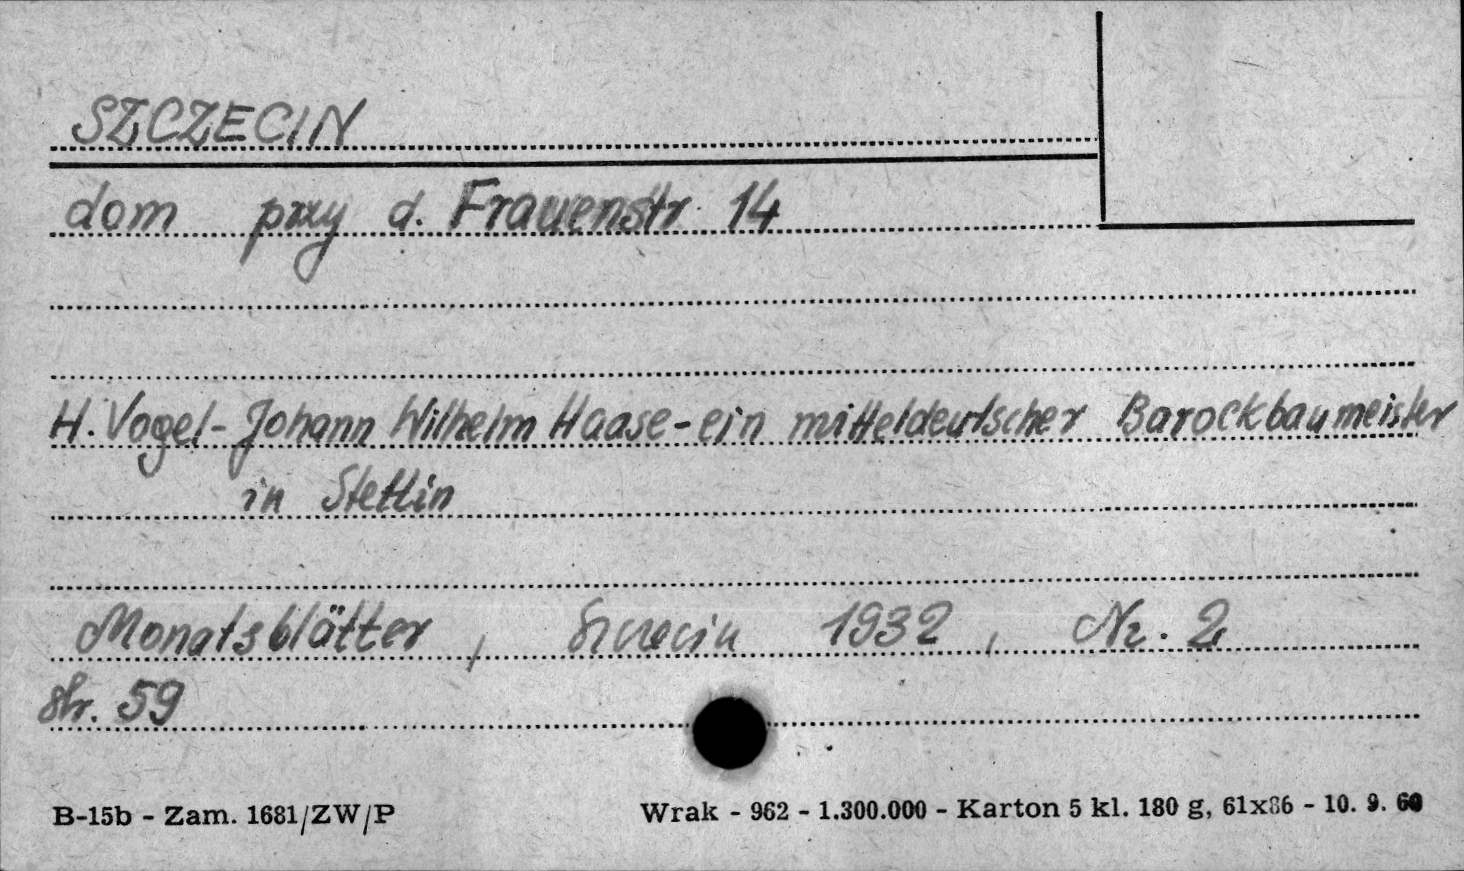 SZCZECIN
dom przy d. Frauenstr. 14
H. Vogel - Johann Wilhelm Haase - ein mitteldeutscher Barockbaumeister
in Stettin
Monatsblätter, Szczecin 1932, Nr. 2
str. 59
B-15b - Zam. 1681/ZW/P
Wrak - 962 - 1.300.000 - Karton 5 kl. 180 g, 61x86 - 10. 9. 60